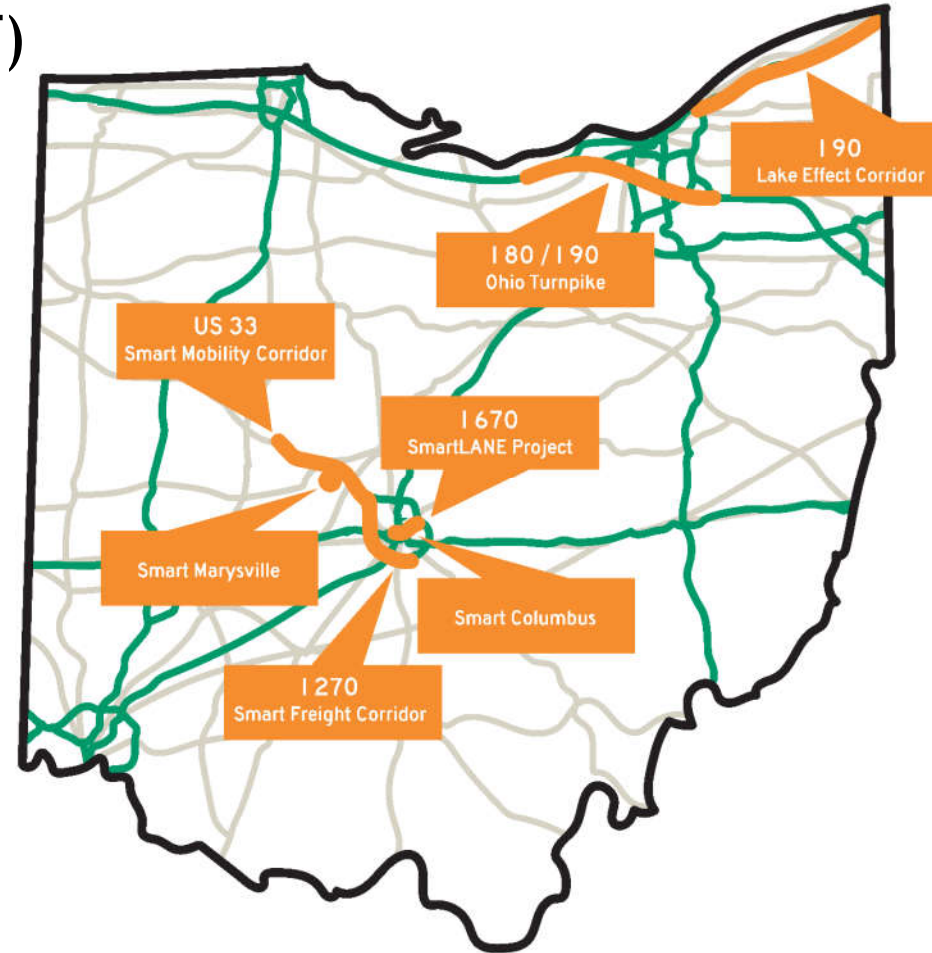 )
I 90
Lake Effect Corridor
I 80 / I 90
Ohio Turnpike
US 33
Smart Mobility Corridor
I 670
SmartLANE Project
Smart Marysville
Smart Columbus
I 270
Smart Freight Corridor